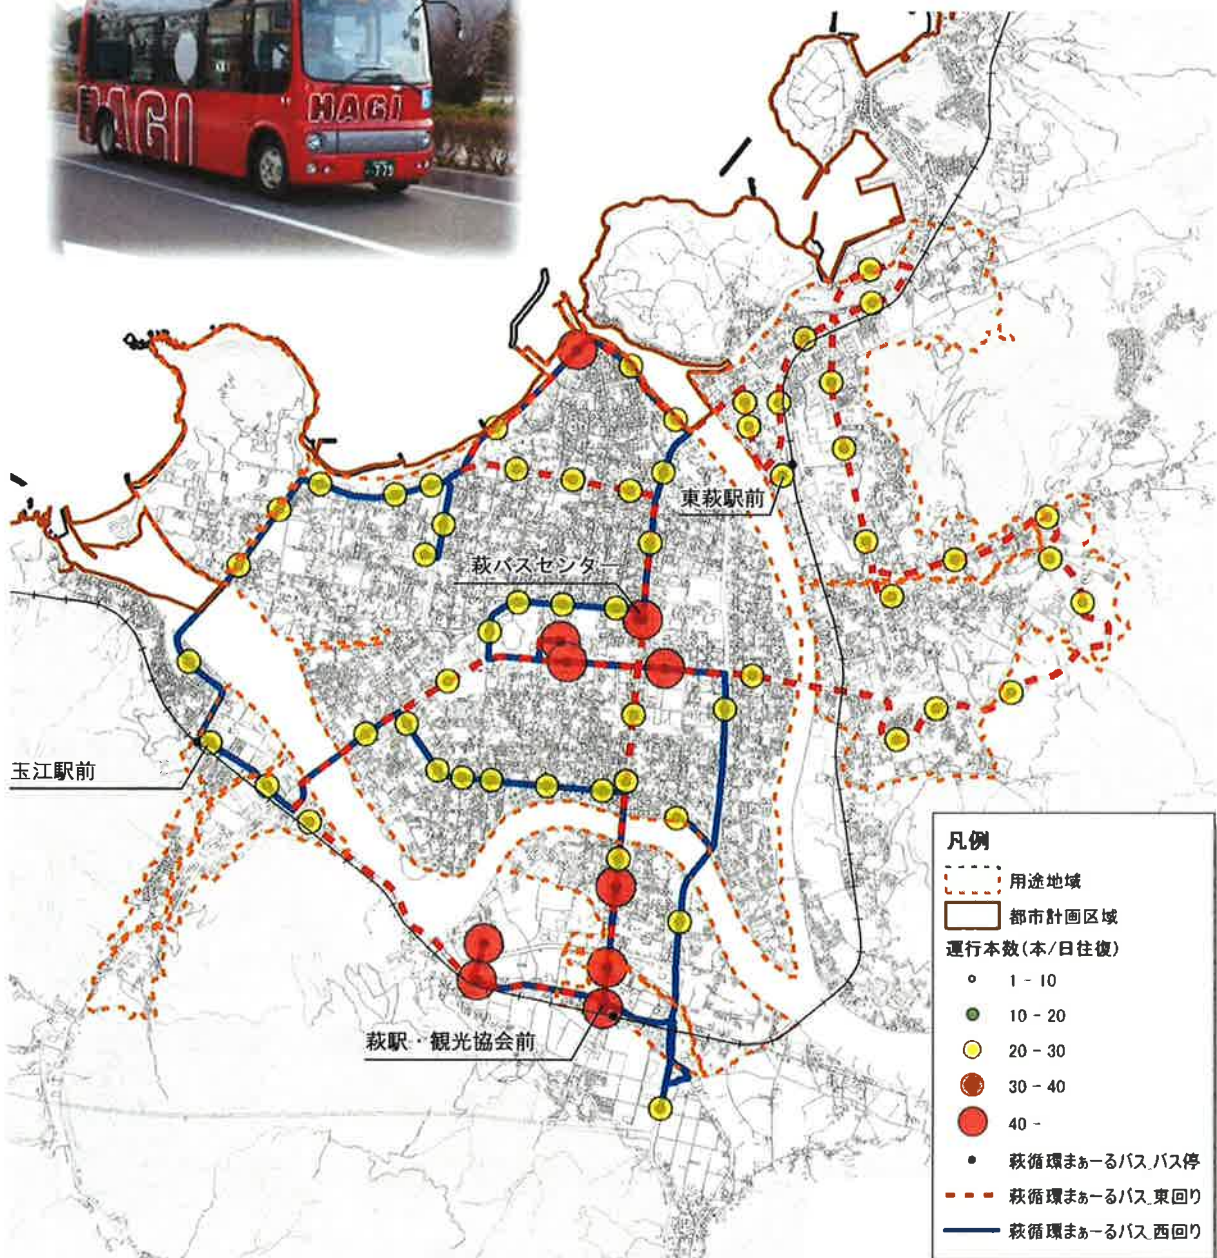 HAGI
HAGI
東萩駅前
萩バスセンター
玉江駅前
萩駅・観光協会前
凡例
用途地域
都市計画区域
運行本数(本/日往復)
1 - 10
10 - 20
20 - 30
30 - 40
40 -
萩循環まぁーるバス_バス停
萩循環まぁーるバス_東回り
萩循環まぁーるバス_西回り